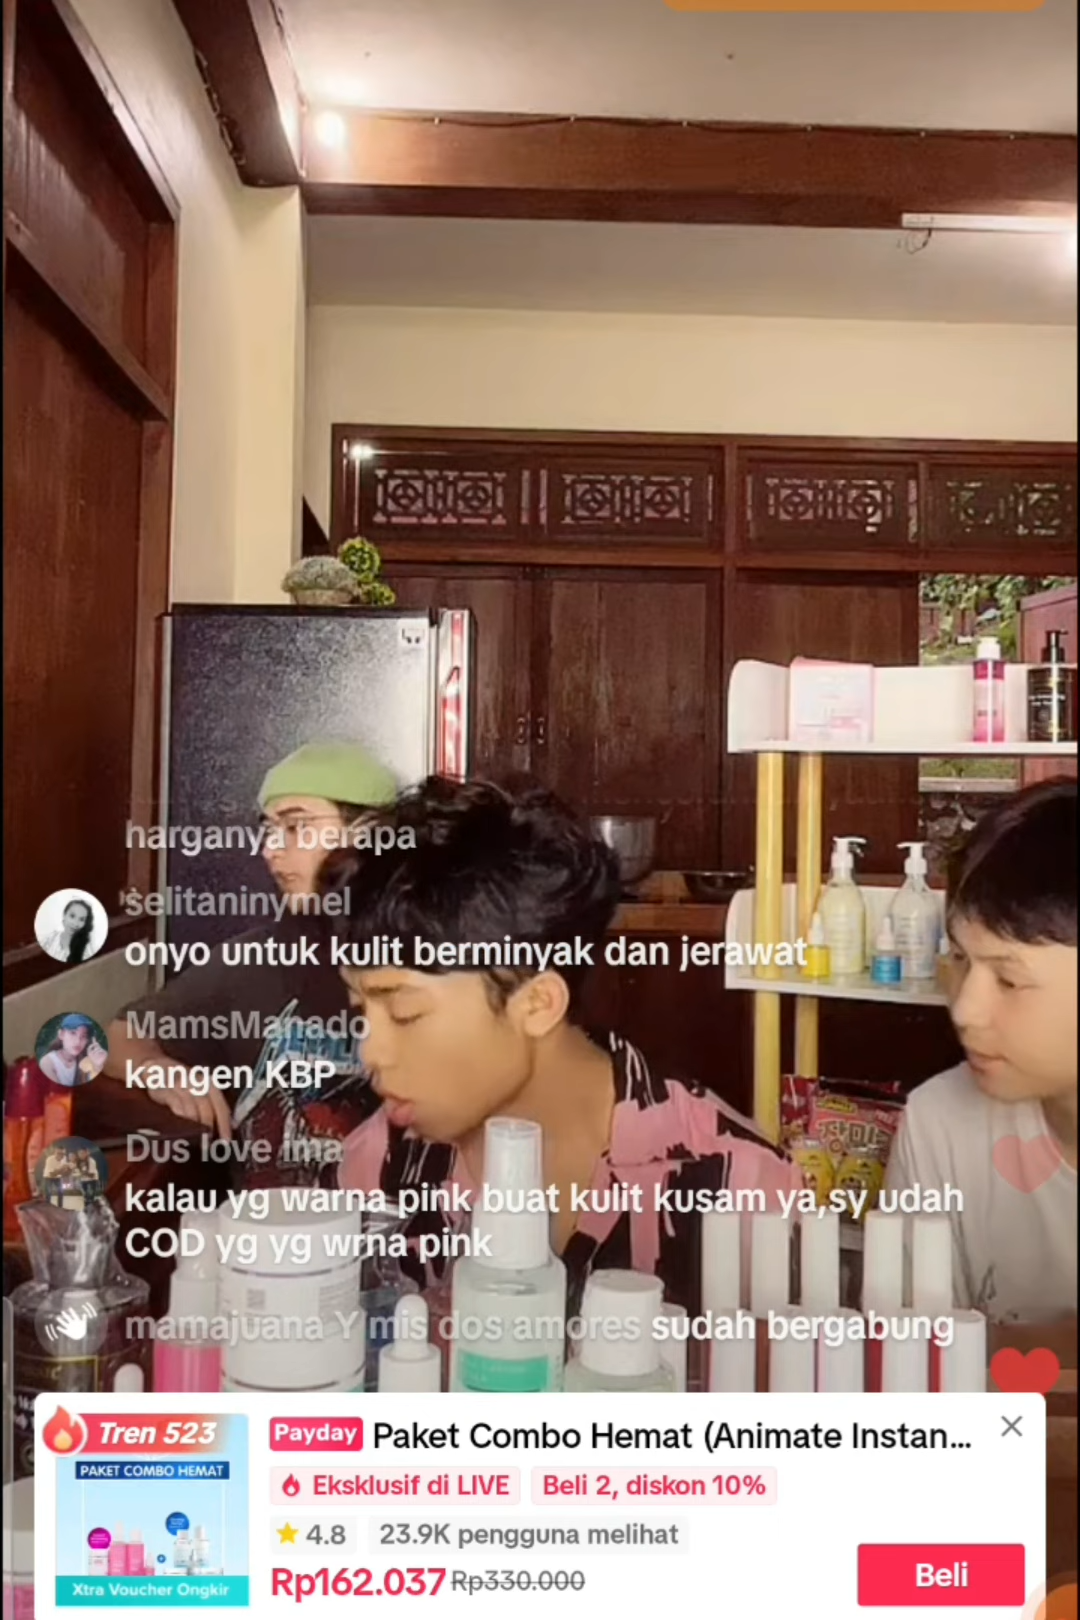 harganya berapa
selitaninymel
onyo untuk kulit berminyak dan jerawat
MamsManado
kangen KBP
Dus love ima
kalau yg warna pink buat kulit kusam ya,sy udah
COD yg yg wrna pink
mamajuana Y mis dos amores sudah bergabung
Tren 523
PAKET COMBO HEMAT
Xtra Voucher Ongkir
Payday Paket Combo Hemat (Animate Instan...
Eksklusif di LIVE Beli 2, diskon 10%
4.8 23.9K pengguna melihat
Rp162.037 Rp330.000
Beli